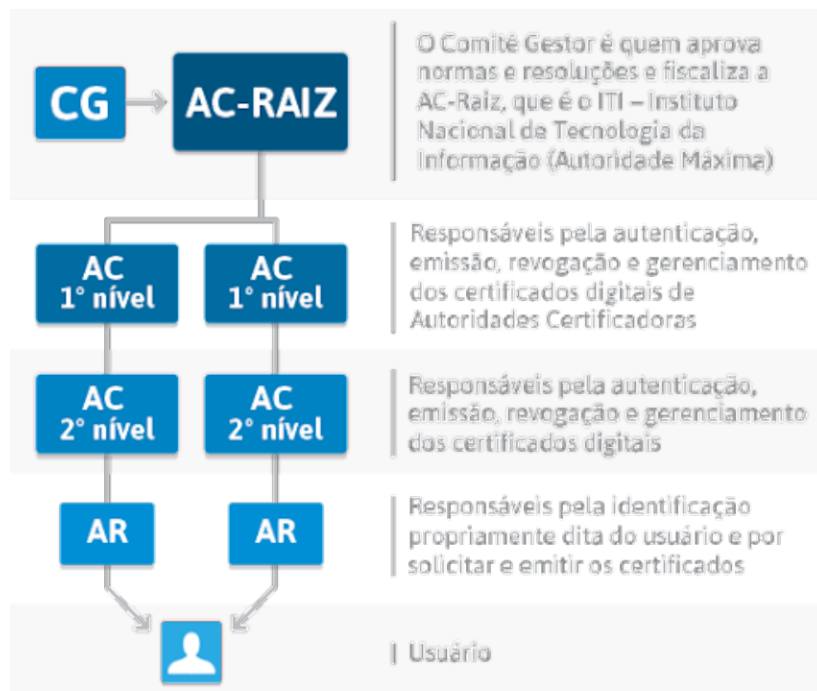 CG
AC-RAIZ
O Comitê Gestor é quem aprova
normas e resoluções e fiscaliza a
AC-Raiz, que é o ITI – Instituto
Nacional de Tecnologia da
Informação (Autoridade Máxima)
AC
1° nível
AC
1° nível
Responsáveis pela autenticação,
emissão, revogação e gerenciamento
dos certificados digitais de
Autoridades Certificadoras
AC
2° nível
AC
2° nível
Responsáveis pela autenticação,
emissão, revogação e gerenciamento
dos certificados digitais
AR
AR
Responsáveis pela identificação
propriamente dita do usuário e por
solicitar e emitir os certificados
Usuário